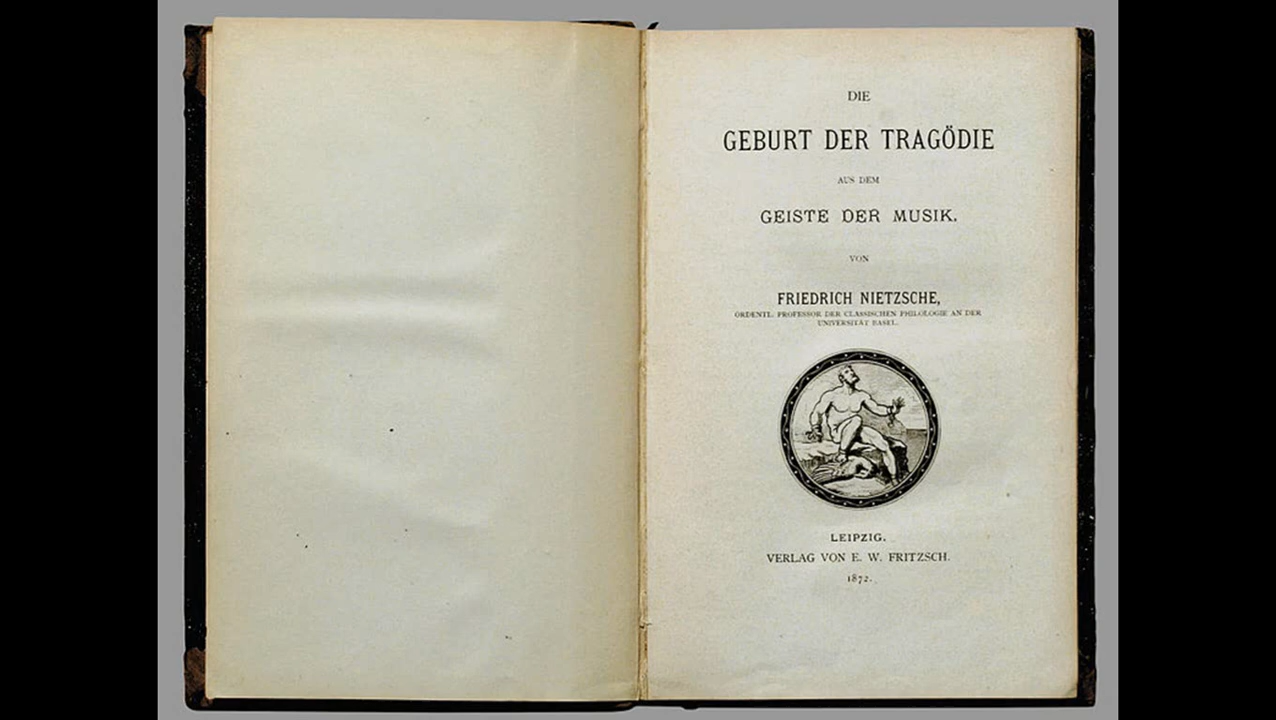 DIE
GEBURT DER TRAGÖDIE
AUS DEM
GEISTE DER MUSIK.
VON
FRIEDRICH NIETZSCHE,
ORDENTL. PROFESSOR DER CLASSISCHEN PHILOLOGIE AN DER
UNIVERSITÄT BASEL.
LEIPZIG.
VERLAG VON E. W. FRITZSCH.
1872.